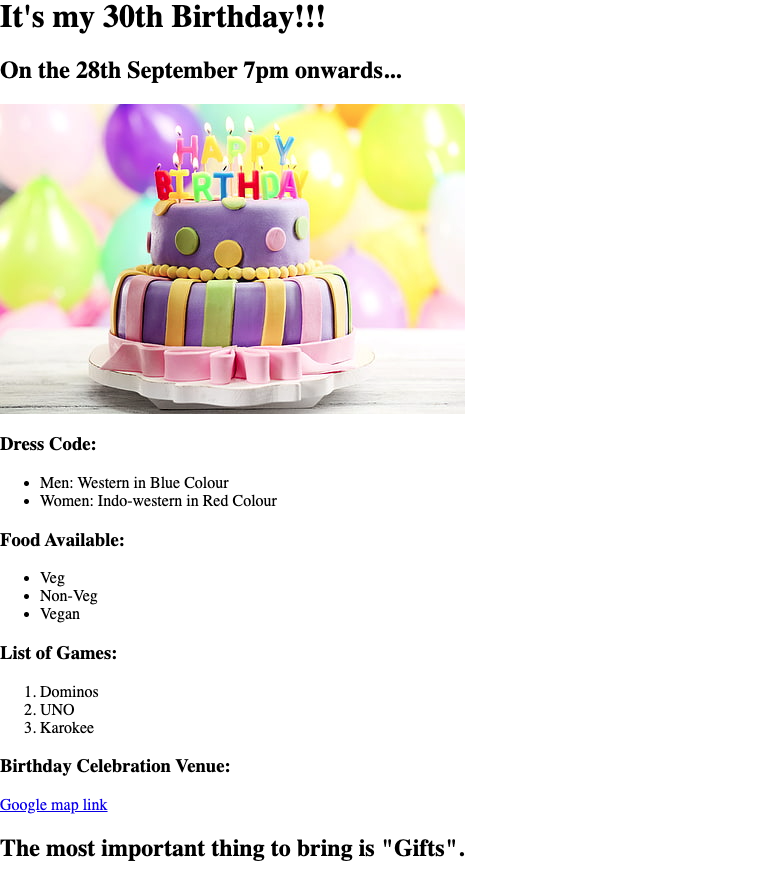 It's my 30th Birthday!!!
On the 28th September 7pm onwards...
HAPPY
BIRTHDAY
Dress Code:
Men: Western in Blue Colour
Women: Indo-western in Red Colour
Food Available:
Veg
Non-Veg
Vegan
List of Games:
1. Dominos
2. UNO
3. Karokee
Birthday Celebration Venue:
Google map link
The most important thing to bring is "Gifts".